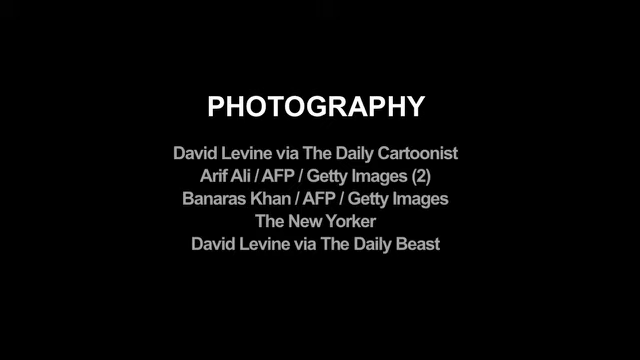 PHOTOGRAPHY
David Levine via The Daily Cartoonist
Arif Ali / AFP / Getty Images (2)
Banaras Khan / AFP / Getty Images
The New Yorker
David Levine via The Daily Beast